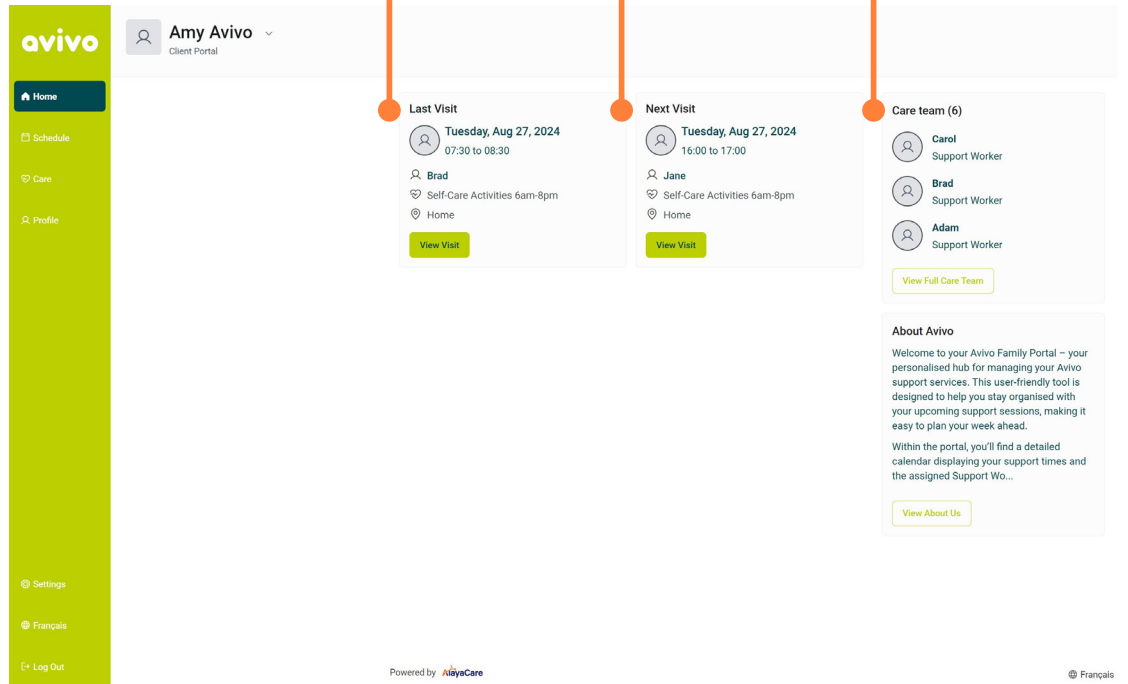 avivo
Amy Avivo
Client Portal
Home
Schedule
Care
Profile
Settings
Français
Log Out
Last Visit
Tuesday, Aug 27, 2024
07:30 to 08:30
Brad
Self-Care Activities 6am-8pm
Home
View Visit
Next Visit
Tuesday, Aug 27, 2024
16:00 to 17:00
Jane
Self-Care Activities 6am-8pm
Home
View Visit
Care team (6)
Carol
Support Worker
Brad
Support Worker
Adam
Support Worker
View Full Care Team
About Avivo
Welcome to your Avivo Family Portal – your
personalised hub for managing your Avivo
support services. This user-friendly tool is
designed to help you stay organised with
your upcoming support sessions, making it
easy to plan your week ahead.
Within the portal, you'll find a detailed
calendar displaying your support times and
the assigned Support Wo...
View About Us
Powered by AlayaCare
Français